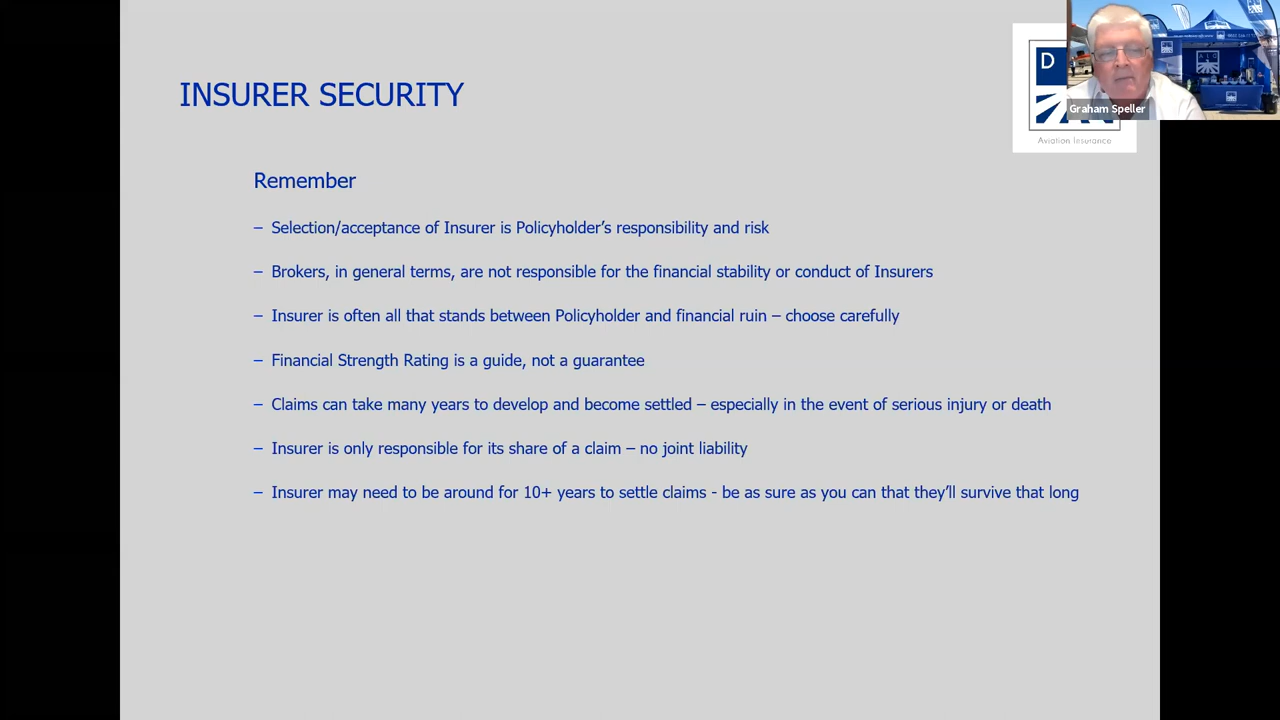 INSURER SECURITY
D
Graham Speller
Aviation Insurance
Remember
– Selection/acceptance of Insurer is Policyholder’s responsibility and risk
– Brokers, in general terms, are not responsible for the financial stability or conduct of Insurers
– Insurer is often all that stands between Policyholder and financial ruin – choose carefully
– Financial Strength Rating is a guide, not a guarantee
– Claims can take many years to develop and become settled – especially in the event of serious injury or death
– Insurer is only responsible for its share of a claim – no joint liability
– Insurer may need to be around for 10+ years to settle claims - be as sure as you can that they’ll survive that long